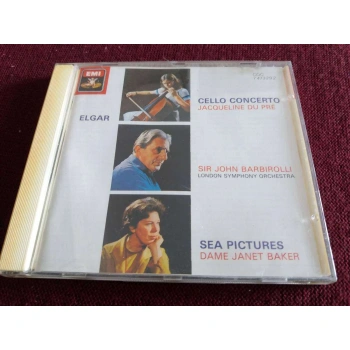 EMI
ELGAR
CELLO CONCERTO
JACQUELINE DU PRÉ
SIR JOHN BARBIROLLI
LONDON SYMPHONY ORCHESTRA
SEA PICTURES
DAME JANET BAKER